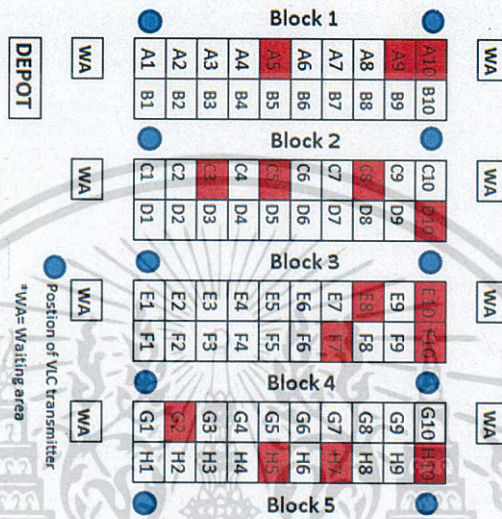 Block 1
DEPOT
WA A1 A2 A3 A4 A5 A6 A7 A8 A9 A10 WA
B1 B2 B3 B4 B5 B6 B7 B8 B9 B10
Block 2
WA C1 C2 C3 C4 C5 C6 C7 C8 C9 C10 WA
D1 D2 D3 D4 D5 D6 D7 D8 D9 D10
Block 3
WA E1 E2 E3 E4 E5 E6 E7 E8 E9 E10 WA
F1 F2 F3 F4 F5 F6 F7 F8 F9 F10
Block 4
WA G1 G2 G3 G4 G5 G6 G7 G8 G9 G10 WA
H1 H2 H3 H4 H5 H6 H7 H8 H9 H10
Block 5
Postion of VLC transmitter
*WA= Waiting area